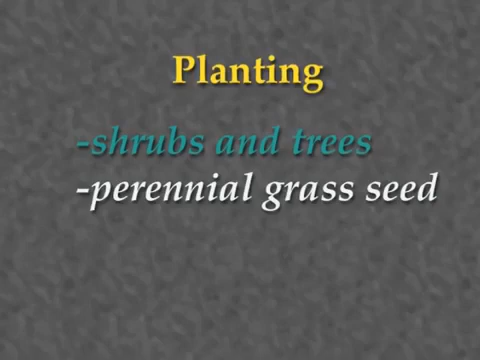 Planting
-shrubs and trees
-perennial grass seed